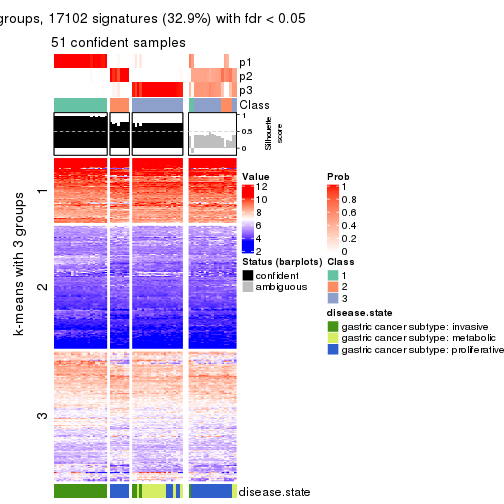 groups, 17102 signatures (32.9%) with fdr < 0.05
51 confident samples
p1
p2
p3
Class
1
0.5
0
Silhouette
score
k-means with 3 groups
1
2
3
Value
12
10
8
6
4
2
Prob
1
0.8
0.6
0.4
0.2
0
Status (barplots)
confident
ambiguous
Class
1
2
3
disease.state
gastric cancer subtype: invasive
gastric cancer subtype: metabolic
gastric cancer subtype: proliferative
disease.state